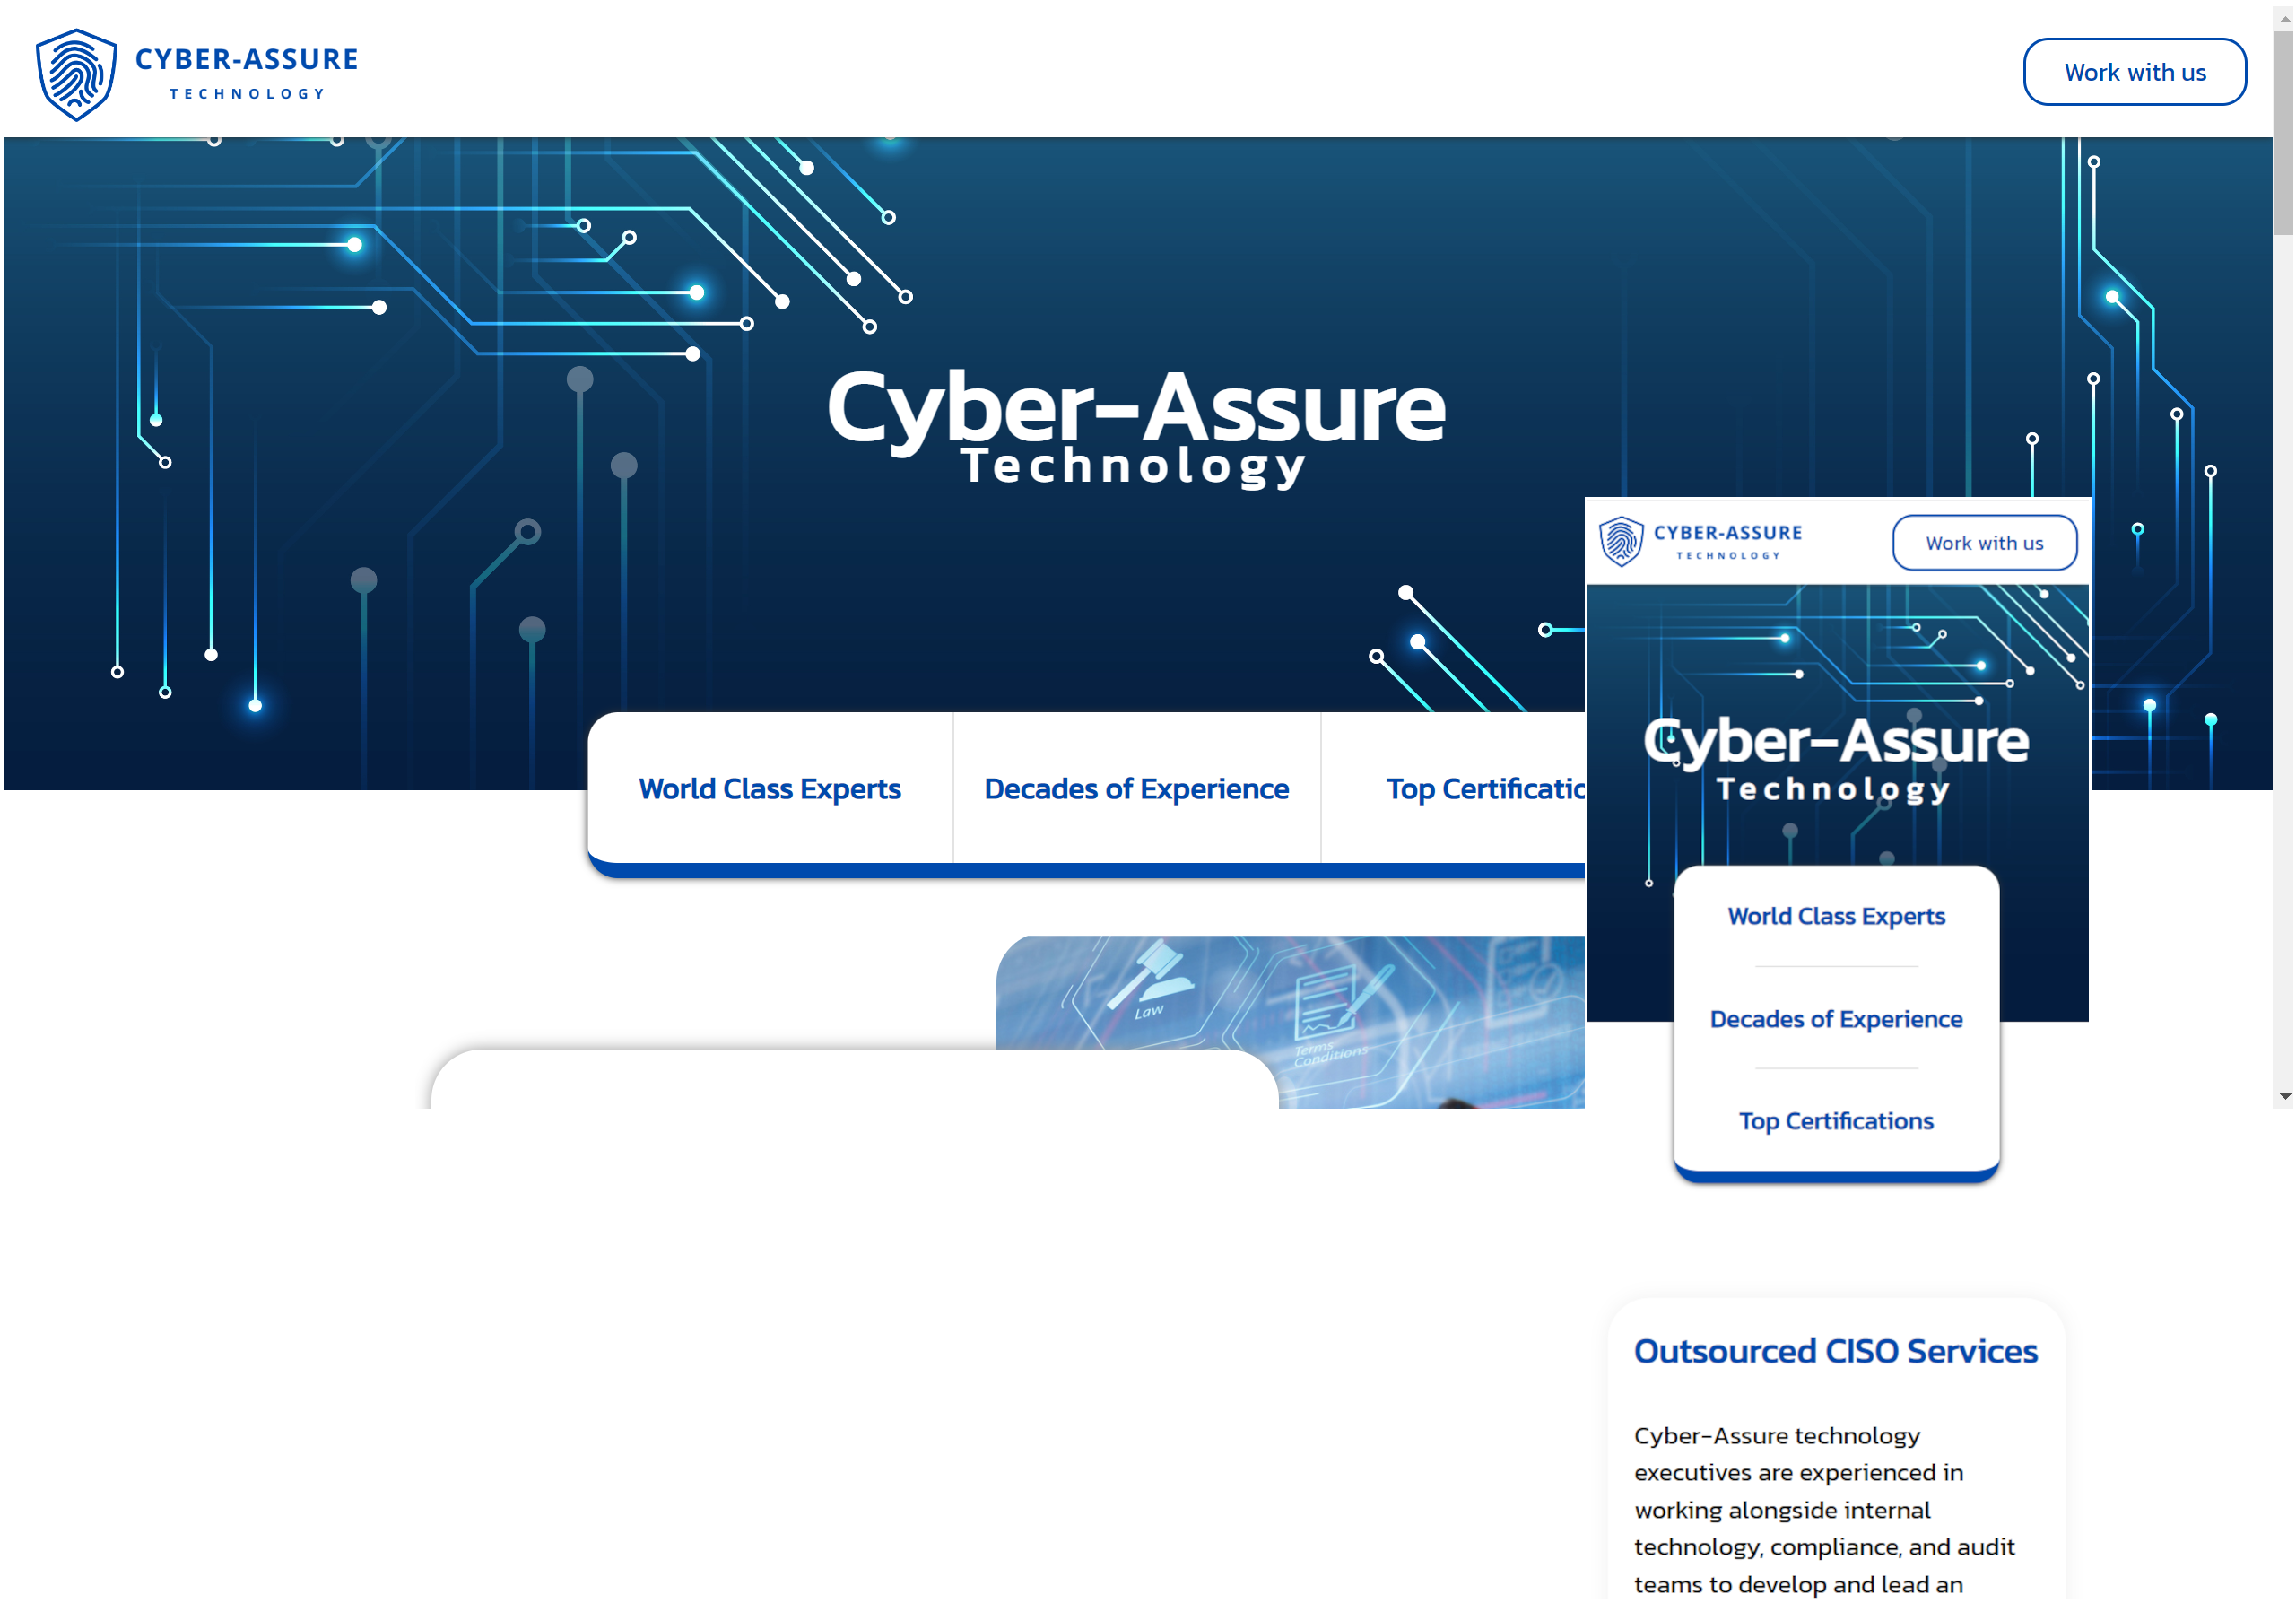 CYBER-ASSURE
TECHNOLOGY
Work with us
Cyber-Assure
Technology
World Class Experts
Decades of Experience
Top Certificatio
Law
Terms
Conditions
CYBER-ASSURE
TECHNOLOGY
Work with us
Cyber-Assure
Technology
World Class Experts
Decades of Experience
Top Certifications
Outsourced CISO Services
Cyber-Assure technology
executives are experienced in
working alongside internal
technology, compliance, and audit
teams to develop and lead an